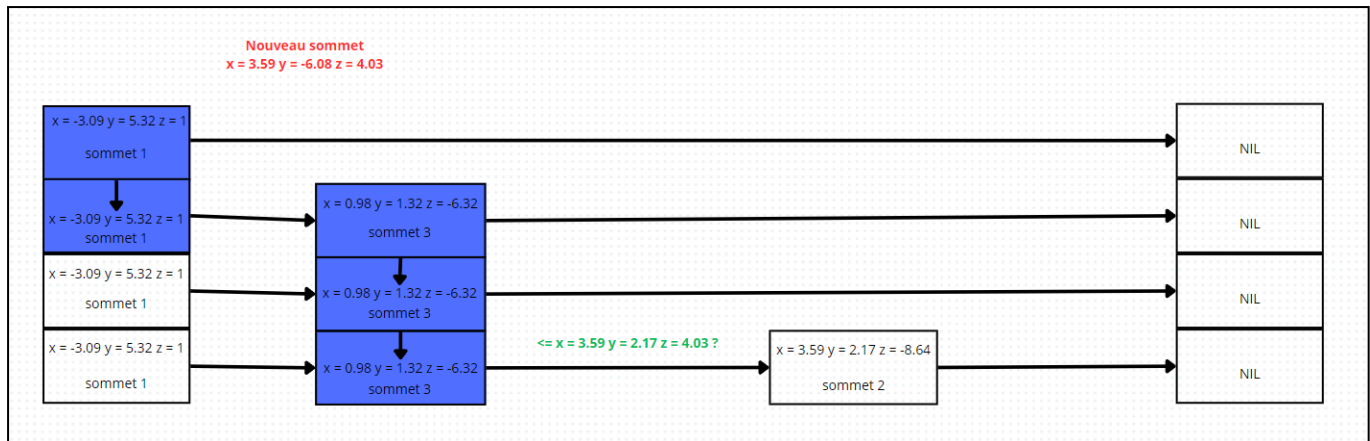 Nouveau sommet
x = 3.59 y = -6.08 z = 4.03
x = -3.09 y = 5.32 z = 1
sommet 1
NIL
x = -3.09 y = 5.32 z = 1
sommet 1
x = 0.98 y = 1.32 z = -6.32
sommet 3
NIL
x = -3.09 y = 5.32 z = 1
sommet 1
x = 0.98 y = 1.32 z = -6.32
sommet 3
NIL
x = -3.09 y = 5.32 z = 1
sommet 1
x = 0.98 y = 1.32 z = -6.32
sommet 3
<= x = 3.59 y = 2.17 z = 4.03 ?
x = 3.59 y = 2.17 z = -8.64
sommet 2
NIL